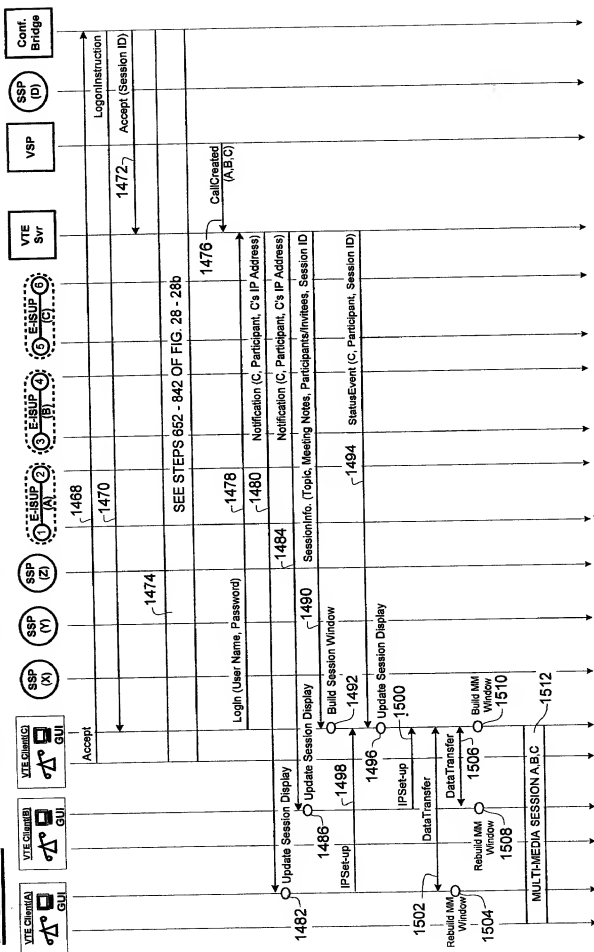 Conf.
Bridge
SSP
(D)
VSP
VTE
Svr
5 E-ISUP 6
(C)
3 E-ISUP 4
(B)
1 E-ISUP 2
(A)
SSP
(Z)
SSP
(Y)
SSP
(X)
VTE Client(C)
GUI
VTE Client(B)
GUI
VTE Client(A)
GUI
Accept
1468
LogonInstruction
1470
Accept (Session ID)
1472
SEE STEPS 652 - 842 OF FIG. 28 - 28b
1474
CallCreated
(A,B,C)
1476
Login (User Name, Password)
1478
Notification (C, Participant, C's IP Address)
1480
Update Session Display
1482
Notification (C, Participant, C's IP Address)
1484
Update Session Display
1486
SessionInfo. (Topic, Meeting Notes, Participants/Invitees, Session ID)
1490
Build Session Window
1492
IPSet-up
1498
StatusEvent (C, Participant, Session ID)
1494
Update Session Display
1496
IPSet-up
1500
DataTransfer
1502
DataTransfer
1506
Rebuild MM
Window
1504
Rebuild MM
Window
1508
Build MM
Window
1510
MULTI-MEDIA SESSION A,B,C
1512